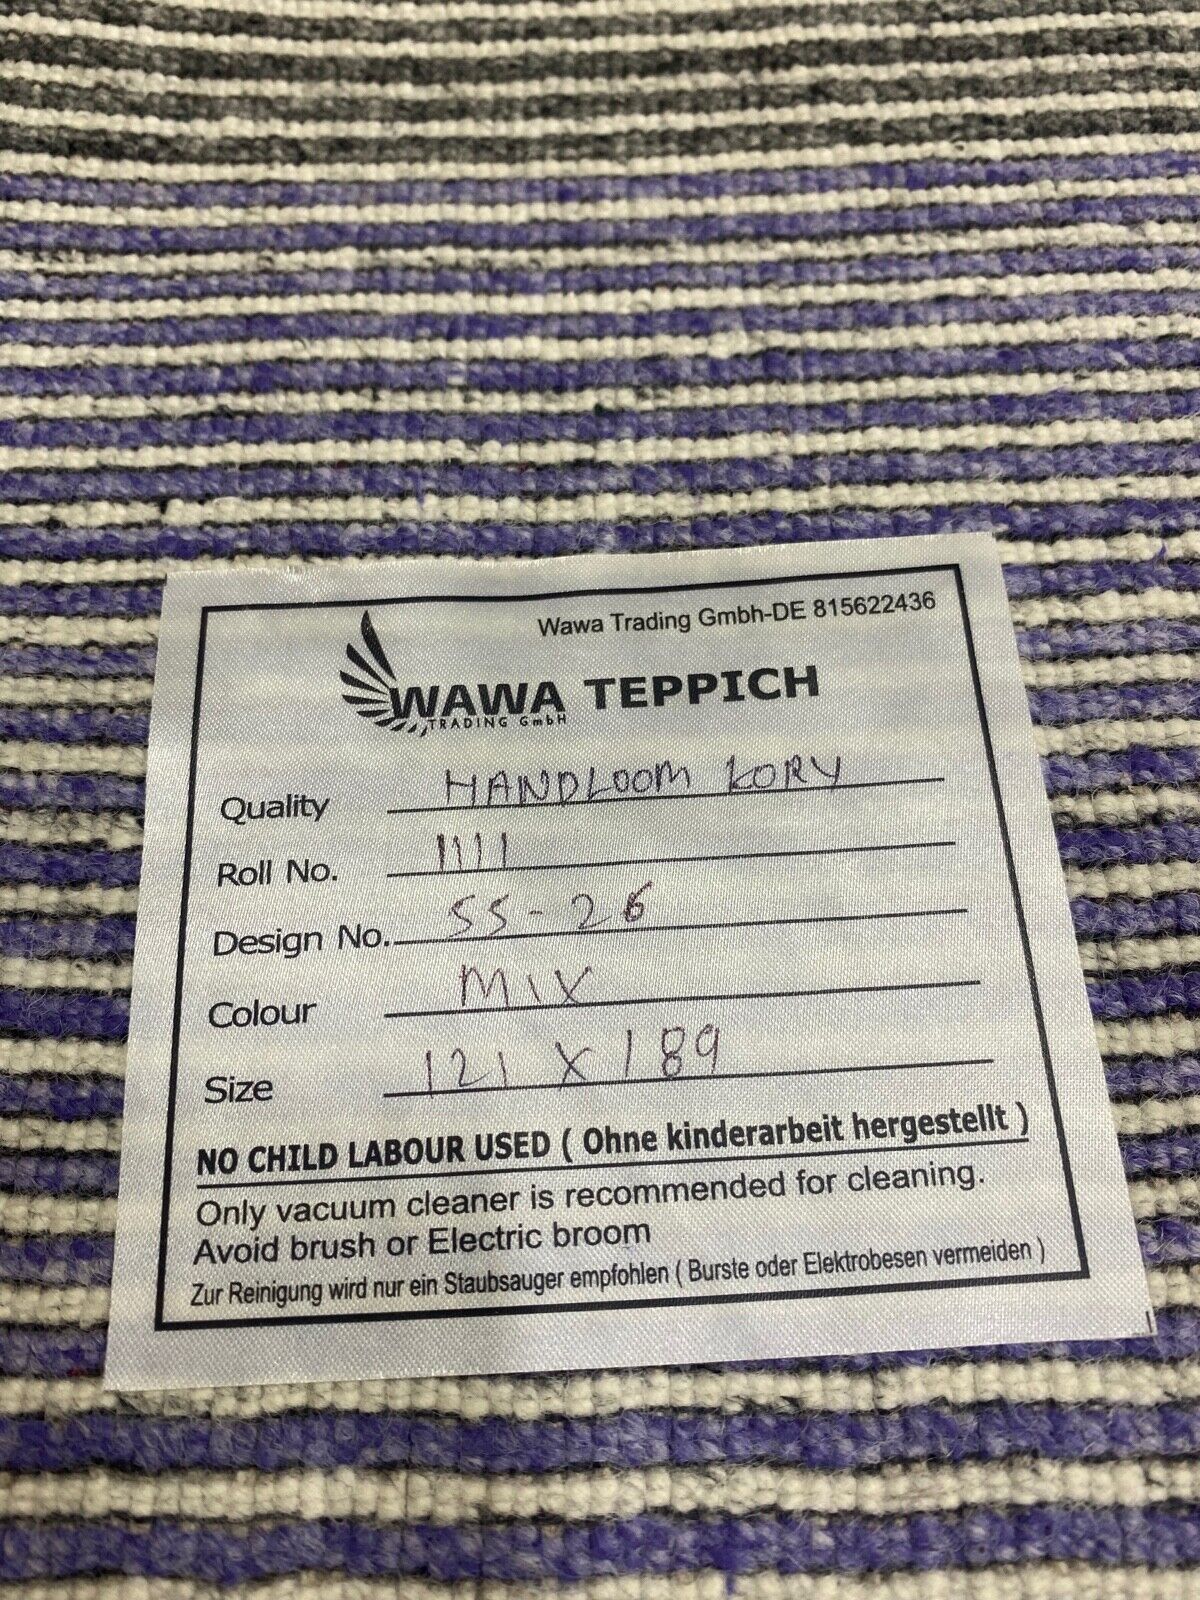 Wawa Trading Gmbh-DE 815622436
WAWA TEPPICH
TRADING GmbH
Quality HANDLOOM KORY
Roll No. 1111
Design No. SS-26
Colour MIX
Size 121 X 189
NO CHILD LABOUR USED ( Ohne kinderarbeit hergestellt )
Only vacuum cleaner is recommended for cleaning.
Avoid brush or Electric broom
Zur Reinigung wird nur ein Staubsauger empfohlen ( Burste oder Elektrobesen vermeiden )